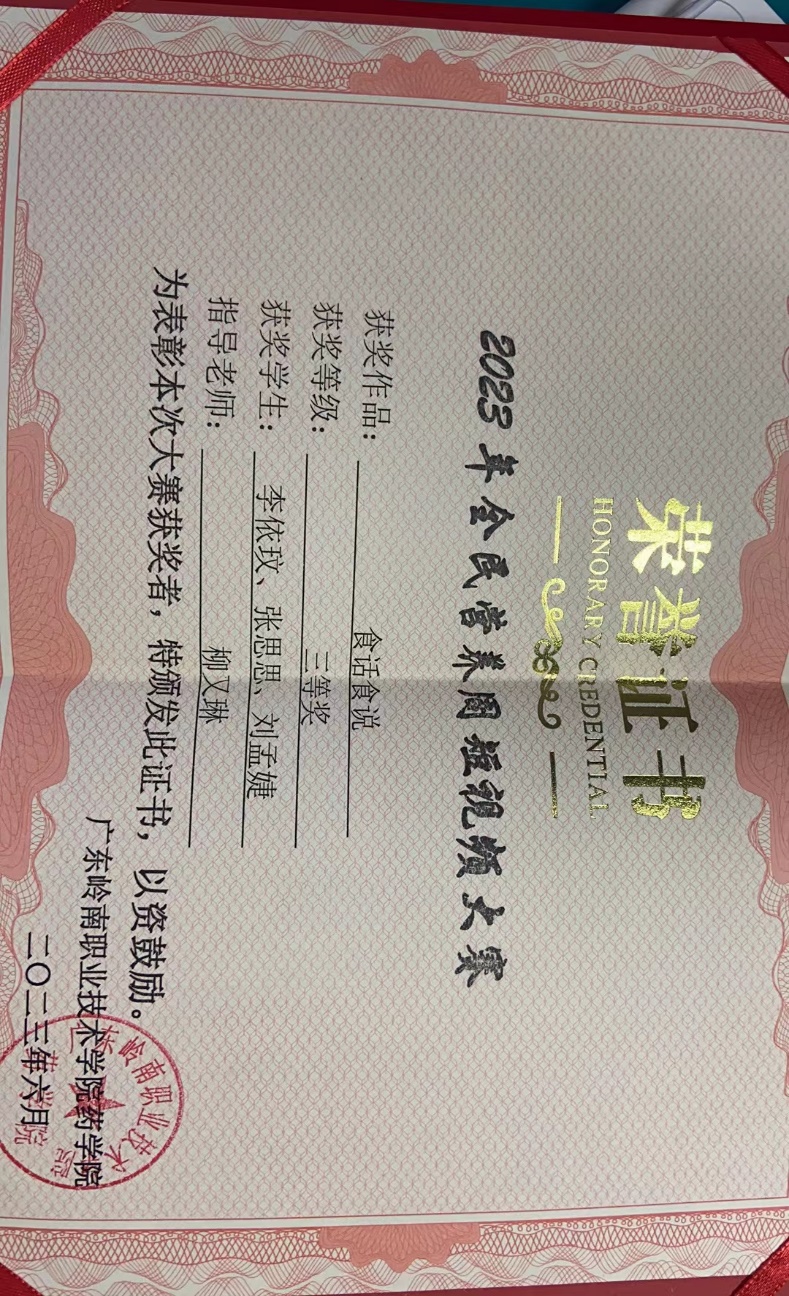 荣誉证书
HONORARY CREDENTIAL
2023年全民营养周短视频大赛
获奖作品：食话食说
获奖等级：三等奖
获奖学生：李依玟、张思思、刘孟婕
指导老师：柳又琳
为表彰本次大赛获奖者，特颁发此证书，以资鼓励。
广东岭南职业技术学院药学院
二〇二三年六月